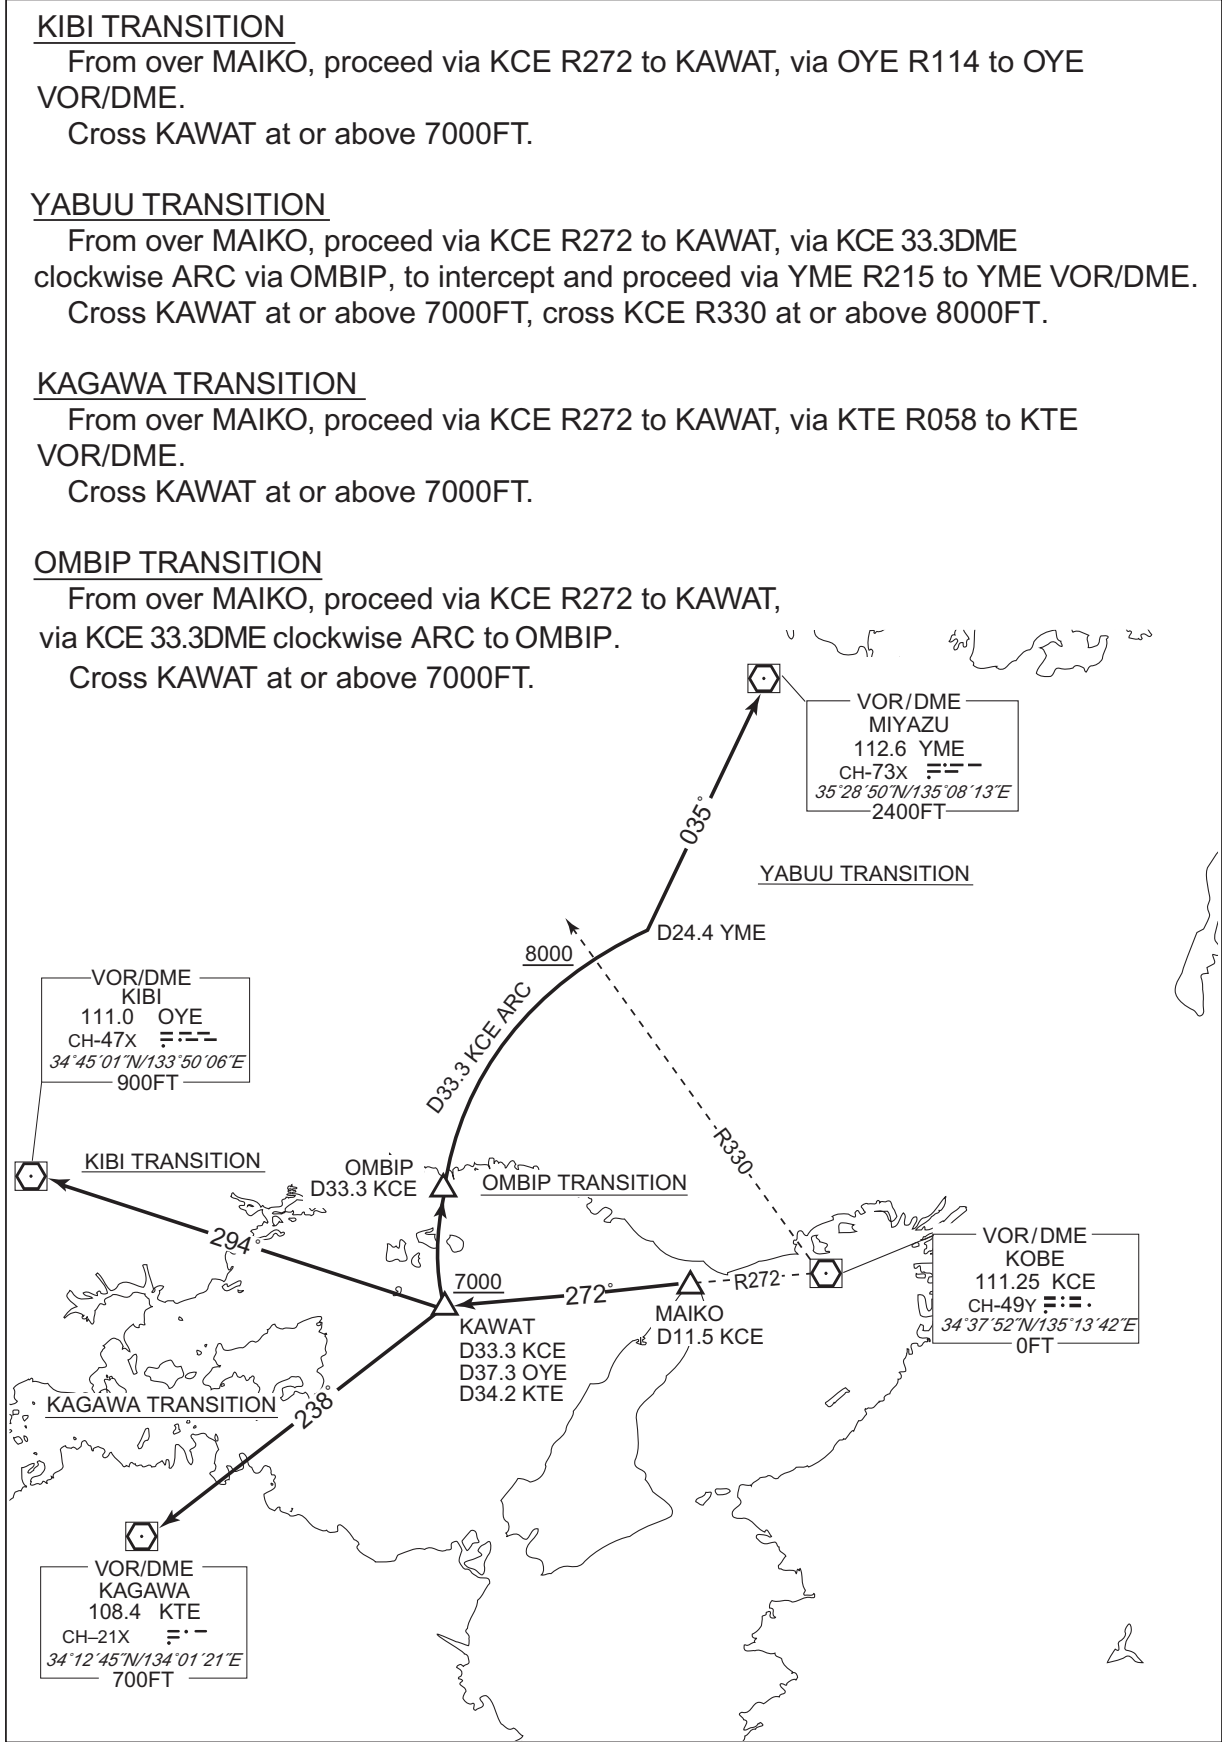 KIBI TRANSITION
From over MAIKO, proceed via KCE R272 to KAWAT, via OYE R114 to OYE
VOR/DME.
Cross KAWAT at or above 7000FT.
YABUU TRANSITION
From over MAIKO, proceed via KCE R272 to KAWAT, via KCE 33.3DME
clockwise ARC via OMBIP, to intercept and proceed via YME R215 to YME VOR/DME.
Cross KAWAT at or above 7000FT, cross KCE R330 at or above 8000FT.
KAGAWA TRANSITION
From over MAIKO, proceed via KCE R272 to KAWAT, via KTE R058 to KTE
VOR/DME.
Cross KAWAT at or above 7000FT.
OMBIP TRANSITION
From over MAIKO, proceed via KCE R272 to KAWAT,
via KCE 33.3DME clockwise ARC to OMBIP.
Cross KAWAT at or above 7000FT.
VOR/DME
MIYAZU
112.6 YME
CH-73X
35°28´50˝N/135°08´13˝E
2400FT
035°
YABUU TRANSITION
D24.4 YME
8000
D33.3 KCE ARC
VOR/DME
KIBI
111.0 OYE
CH-47X
34°45´01˝N/133°50´06˝E
900FT
R330
KIBI TRANSITION
OMBIP
D33.3 KCE
OMBIP TRANSITION
294°
7000
272°
R272
VOR/DME
KOBE
111.25 KCE
CH-49Y
34°37´52˝N/135°13´42˝E
0FT
MAIKO
D11.5 KCE
KAWAT
D33.3 KCE
D37.3 OYE
D34.2 KTE
KAGAWA TRANSITION
238°
VOR/DME
KAGAWA
108.4 KTE
CH–21X
34°12´45˝N/134°01´21˝E
700FT